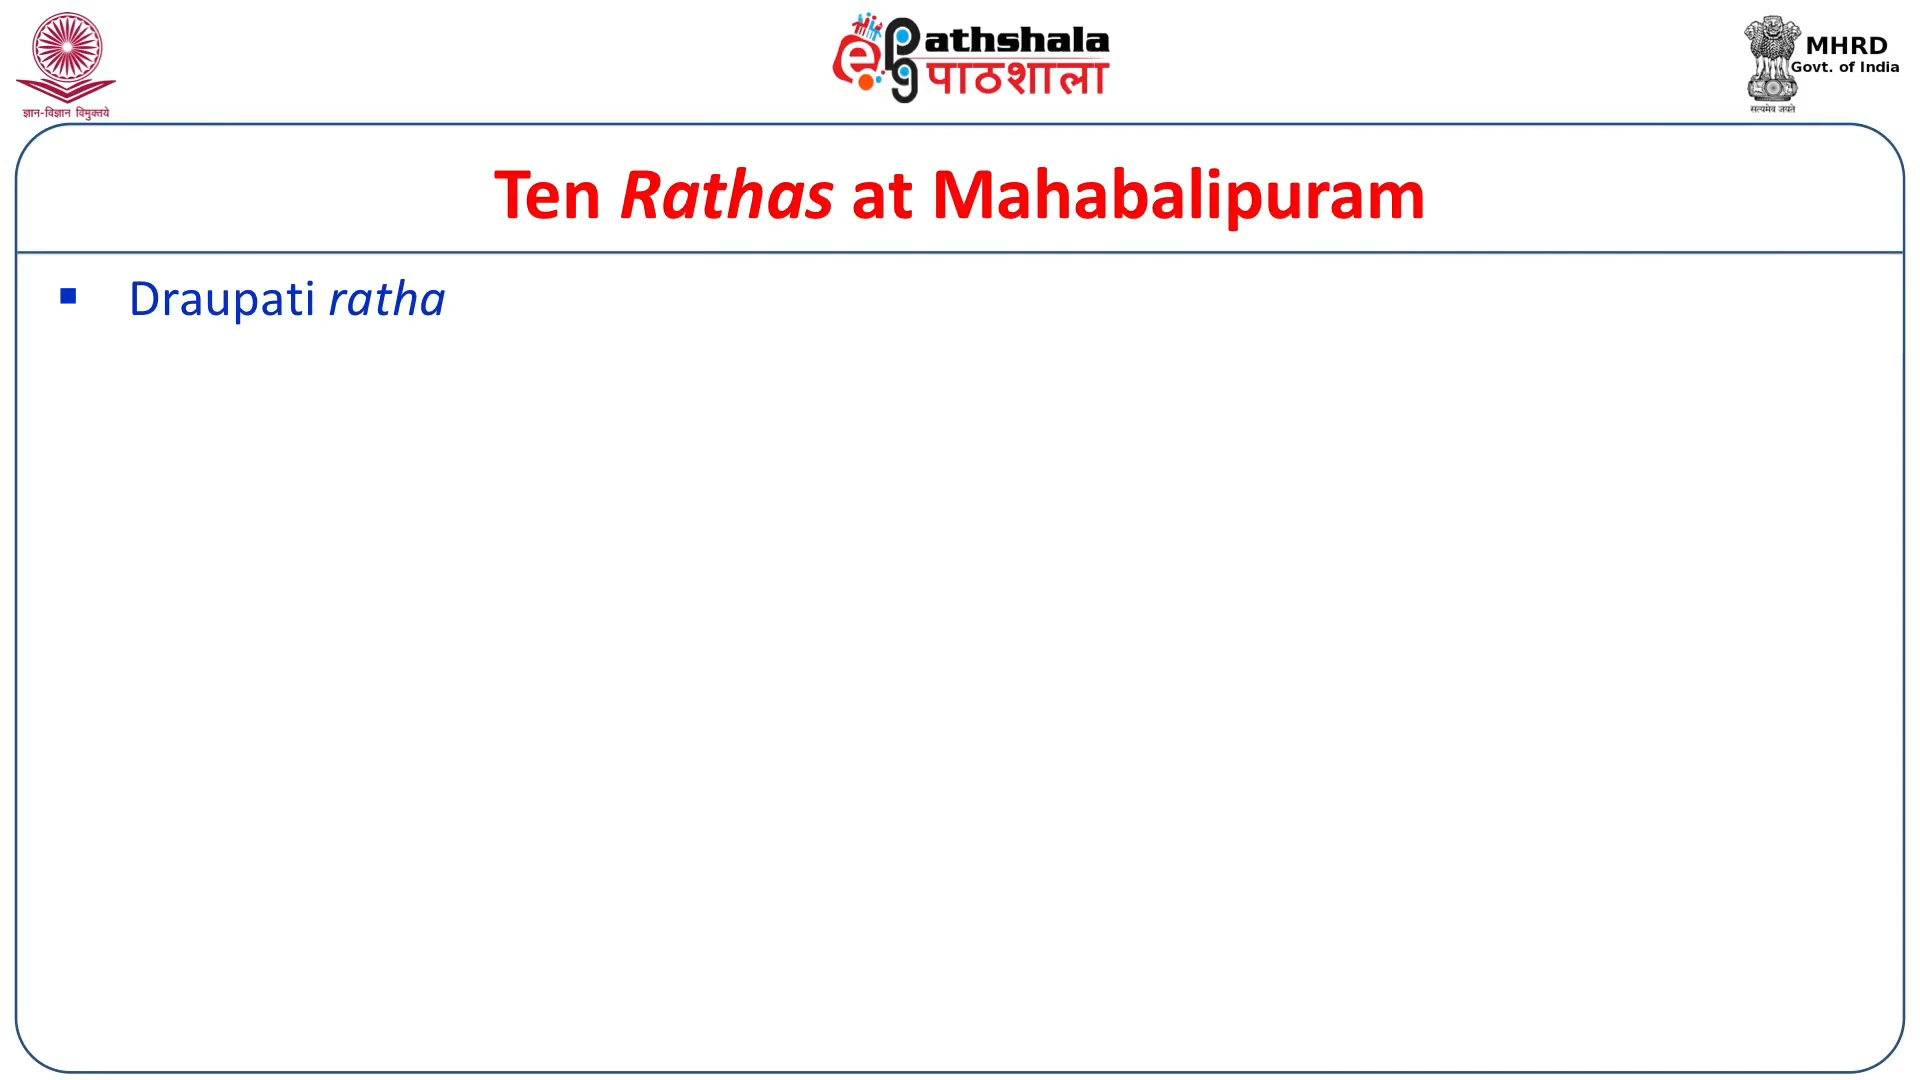 ज्ञान-विज्ञान विमुक्तये
ePathshala
पाठशाला
MHRD
Govt. of India
सत्यमेव जयते
Ten Rathas at Mahabalipuram
▪ Draupati ratha